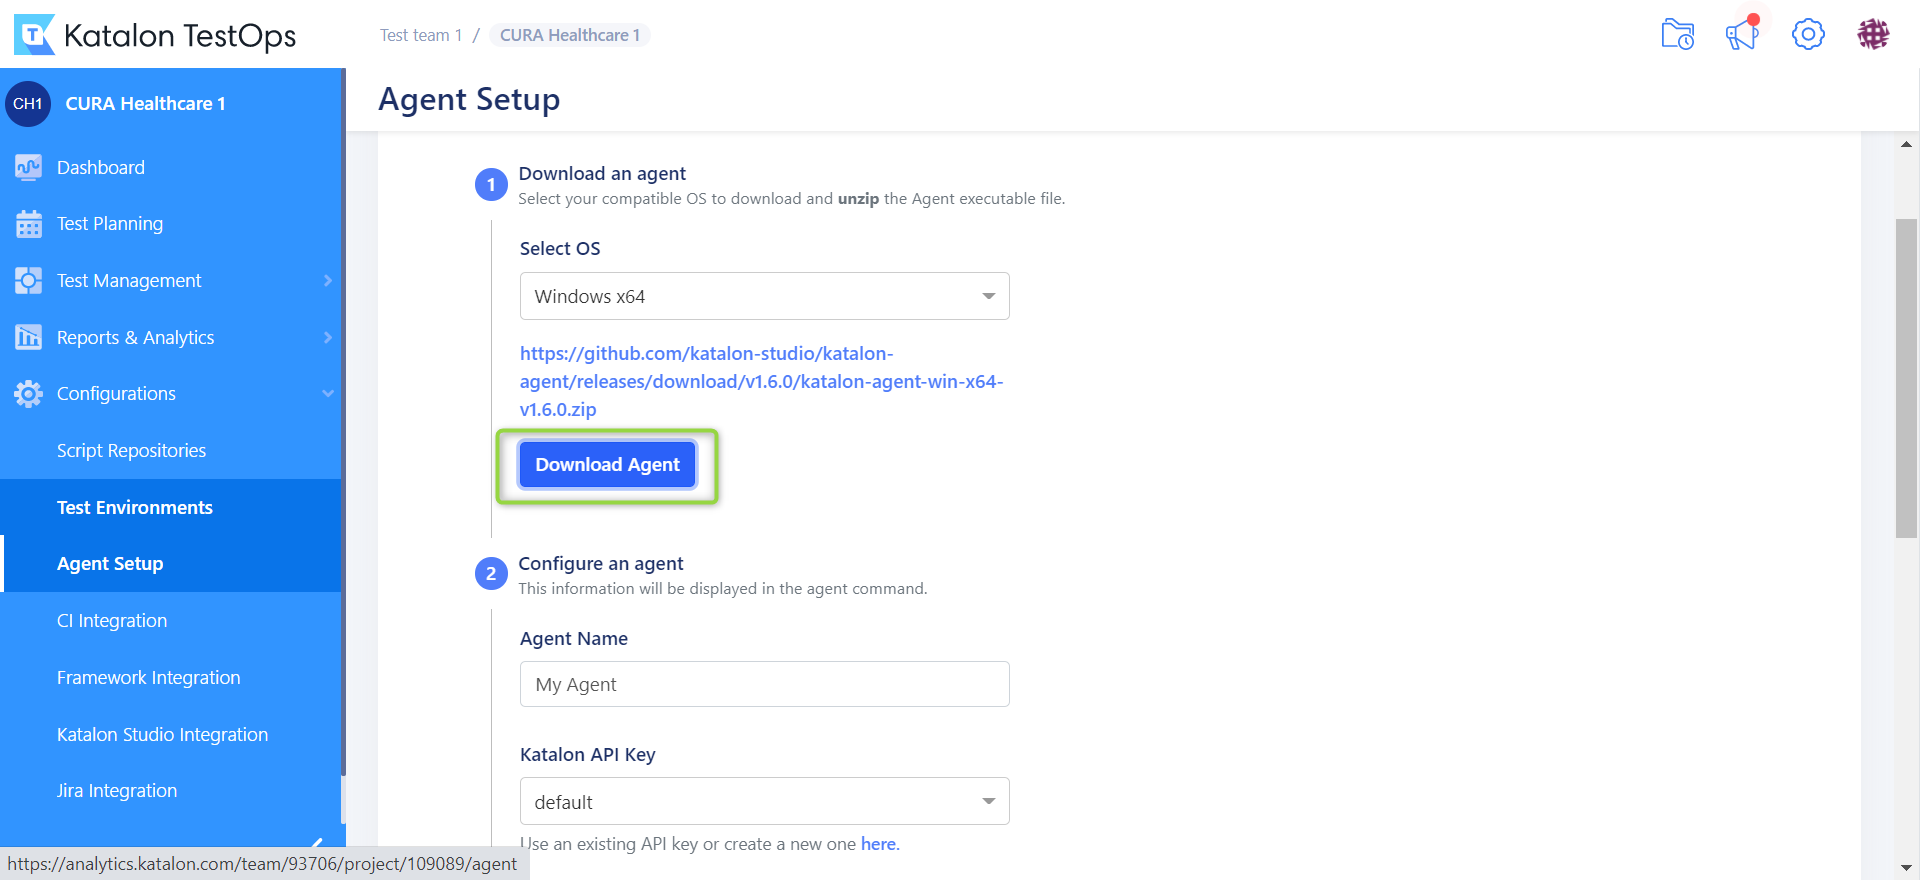 Katalon TestOps
Test team 1 / CURA Healthcare 1
CH1 CURA Healthcare 1
Dashboard
Test Planning
Test Management
Reports & Analytics
Configurations
Script Repositories
Test Environments
Agent Setup
CI Integration
Framework Integration
Katalon Studio Integration
Jira Integration
Agent Setup
1 Download an agent
Select your compatible OS to download and unzip the Agent executable file.
Select OS
Windows x64
https://github.com/katalon-studio/katalon-
agent/releases/download/v1.6.0/katalon-agent-win-x64-
v1.6.0.zip
Download Agent
2 Configure an agent
This information will be displayed in the agent command.
Agent Name
My Agent
Katalon API Key
default
Use an existing API key or create a new one here.
https://analytics.katalon.com/team/93706/project/109089/agent